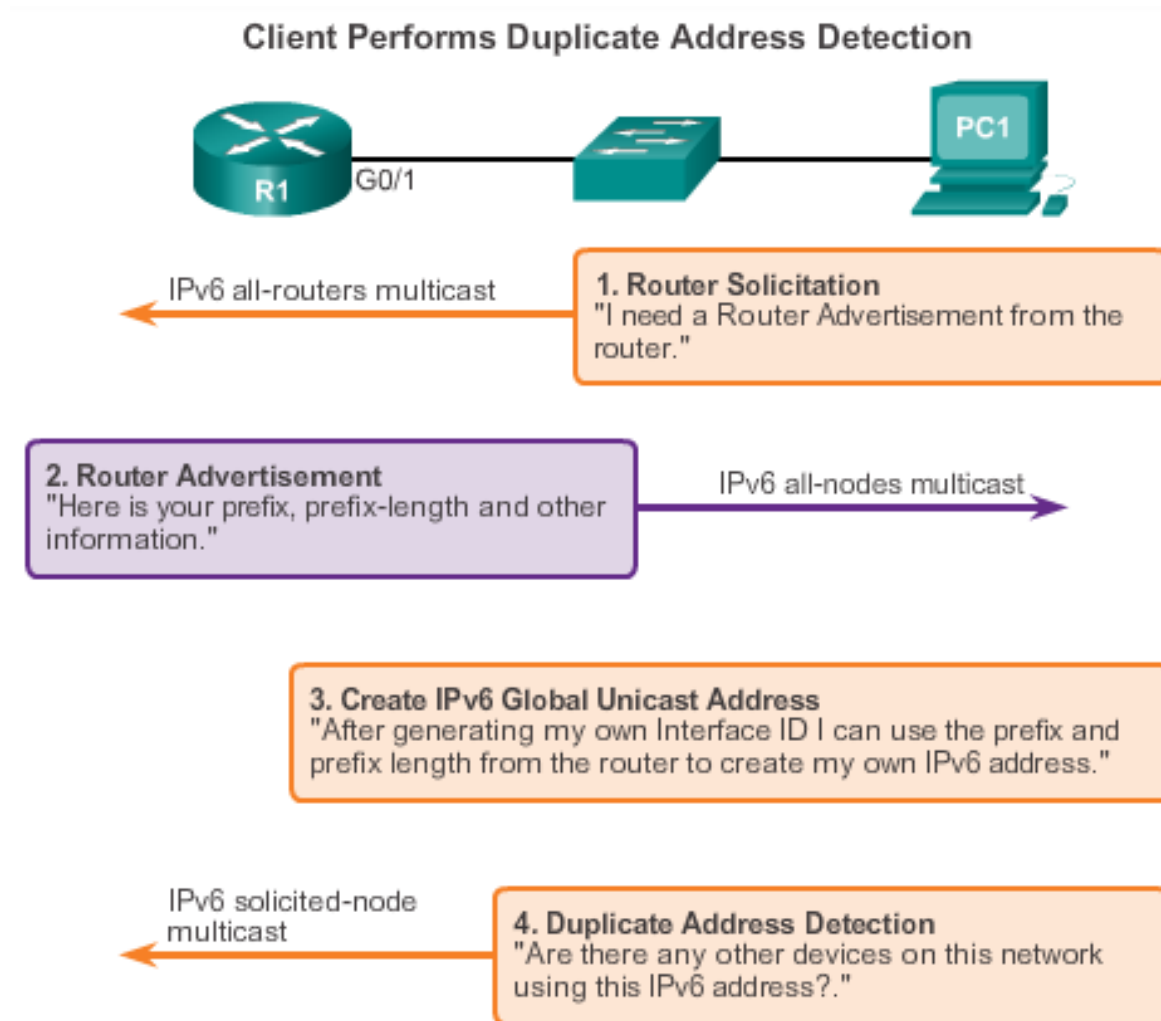 Client Performs Duplicate Address Detection
R1
G0/1
PC1
IPv6 all-routers multicast
1. Router Solicitation
"I need a Router Advertisement from the
router."
2. Router Advertisement
"Here is your prefix, prefix-length and other
information."
IPv6 all-nodes multicast
3. Create IPv6 Global Unicast Address
"After generating my own Interface ID I can use the prefix and
prefix length from the router to create my own IPv6 address."
IPv6 solicited-node
multicast
4. Duplicate Address Detection
"Are there any other devices on this network
using this IPv6 address?."